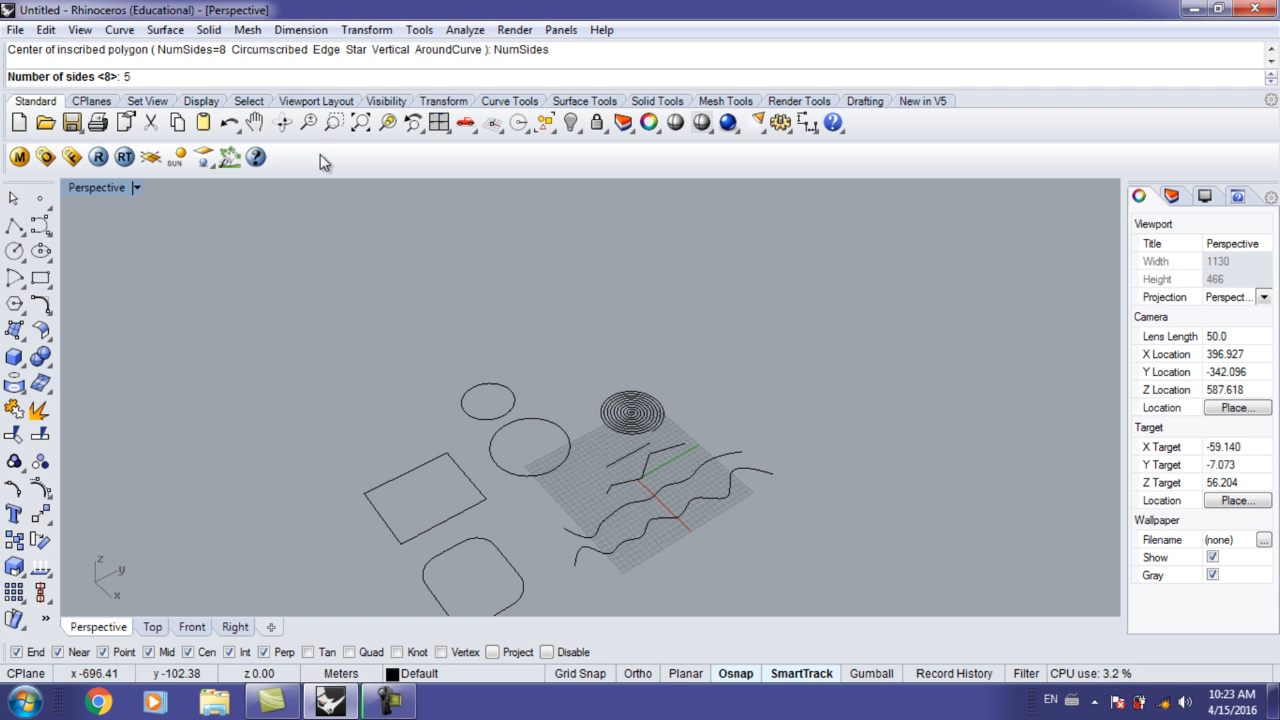 Untitled - Rhinoceros (Educational) - [Perspective]
File Edit View Curve Surface Solid Mesh Dimension Transform Tools Analyze Render Panels Help
Center of inscribed polygon ( NumSides=8 Circumscribed Edge Star Vertical AroundCurve ): NumSides
Number of sides <8>: 5
Standard CPlanes Set View Display Select Viewport Layout Visibility Transform Curve Tools Surface Tools Solid Tools Mesh Tools Render Tools Drafting New in V5
M R RT SUN ?
Perspective
Viewport
Title Perspective
Width 1130
Height 466
Projection Perspect...
Camera
Lens Length 50.0
X Location 396.927
Y Location -342.096
Z Location 587.618
Location Place...
Target
X Target -59.140
Y Target -7.073
Z Target 56.204
Location Place...
Wallpaper
Filename (none) ...
Show
Gray
z
y
x
Perspective Top Front Right
End Near Point Mid Cen Int Perp Tan Quad Knot Vertex Project Disable
CPlane x -696.41 y -102.38 z 0.00 Meters Default Grid Snap Ortho Planar Osnap SmartTrack Gumball Record History Filter CPU use: 3.2 %
EN 10:23 AM
4/15/2016